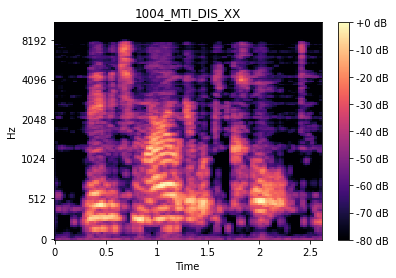 1004_MTI_DIS_XX
+0 dB
8192
-10 dB
4096
-20 dB
-30 dB
2048
Hz
-40 dB
1024
-50 dB
512
-60 dB
-70 dB
0
-80 dB
0 0.5 1 1.5 2 2.5
Time